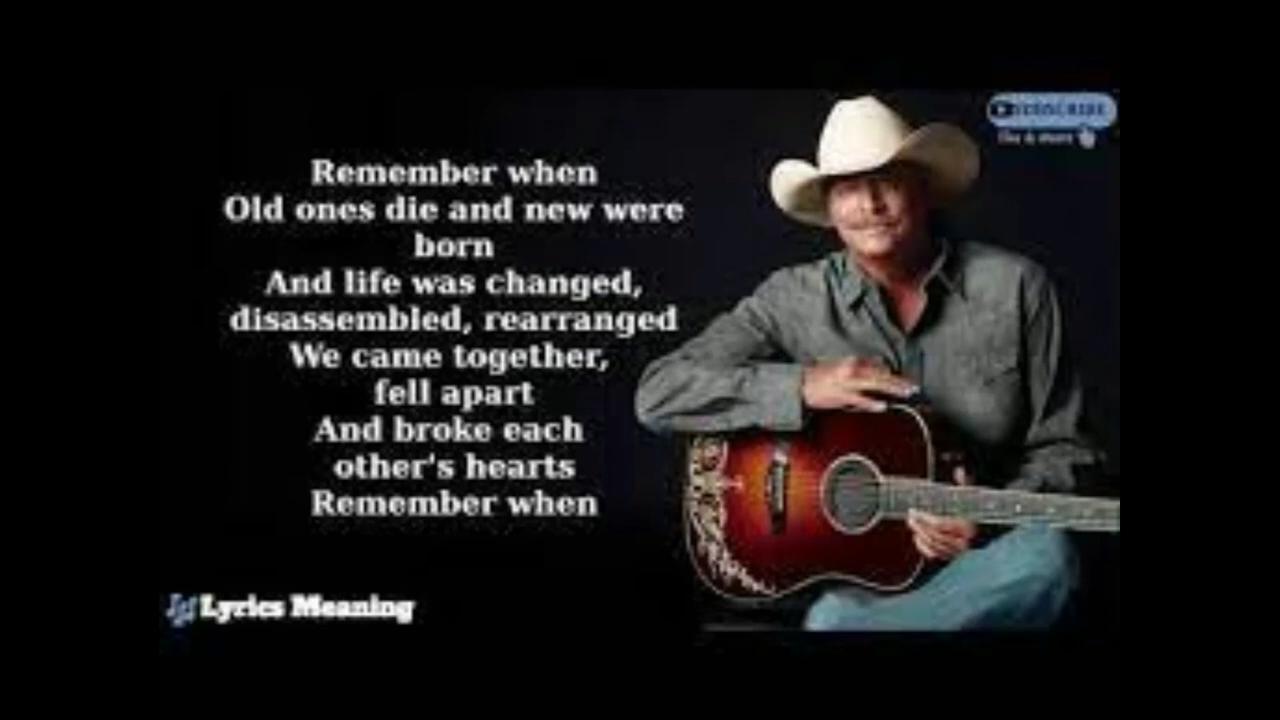 Remember when
Old ones die and new were
born
And life was changed,
disassembled, rearranged
We came together,
fell apart
And broke each
other's hearts
Remember when
SUBSCRIBE
Lyrics Meaning